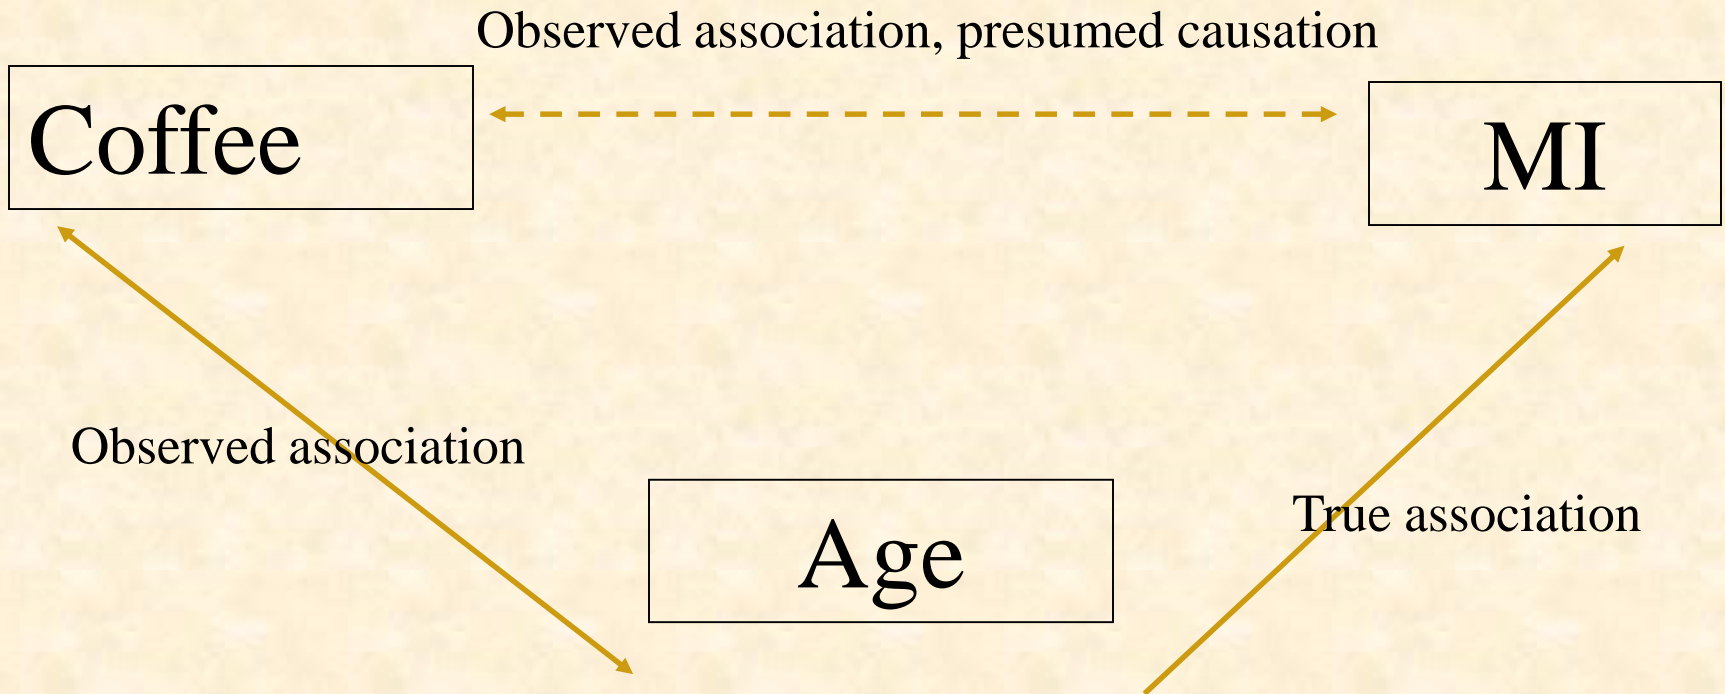 Observed association, presumed causation
Coffee
MI
Observed association
Age
True association